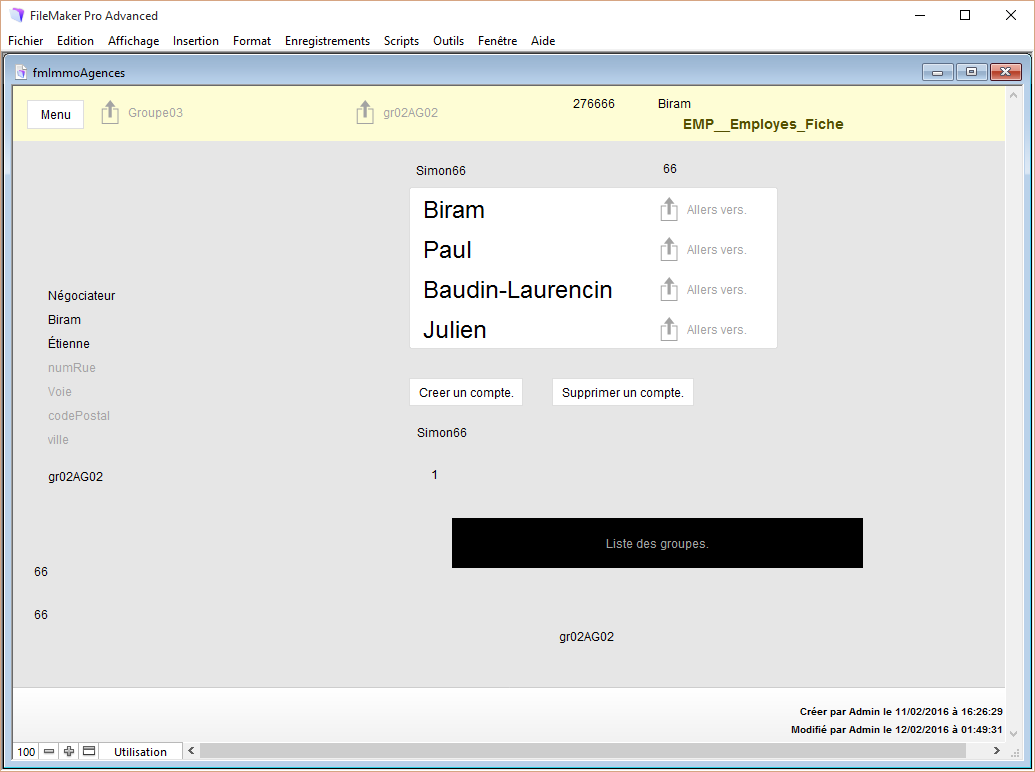 FileMaker Pro Advanced
Fichier Edition Affichage Insertion Format Enregistrements Scripts Outils Fenêtre Aide
fmImmoAgences
Menu Groupe03 gr02AG02 276666 Biram
EMP__Employes_Fiche
Simon66 66
Biram Allers vers.
Paul Allers vers.
Baudin-Laurencin Allers vers.
Julien Allers vers.
Négociateur
Biram
Étienne
numRue
Voie
codePostal
ville
gr02AG02
Creer un compte. Supprimer un compte.
Simon66
1
Liste des groupes.
66
66
gr02AG02
Créer par Admin le 11/02/2016 à 16:26:29
Modifié par Admin le 12/02/2016 à 01:49:31
100 Utilisation